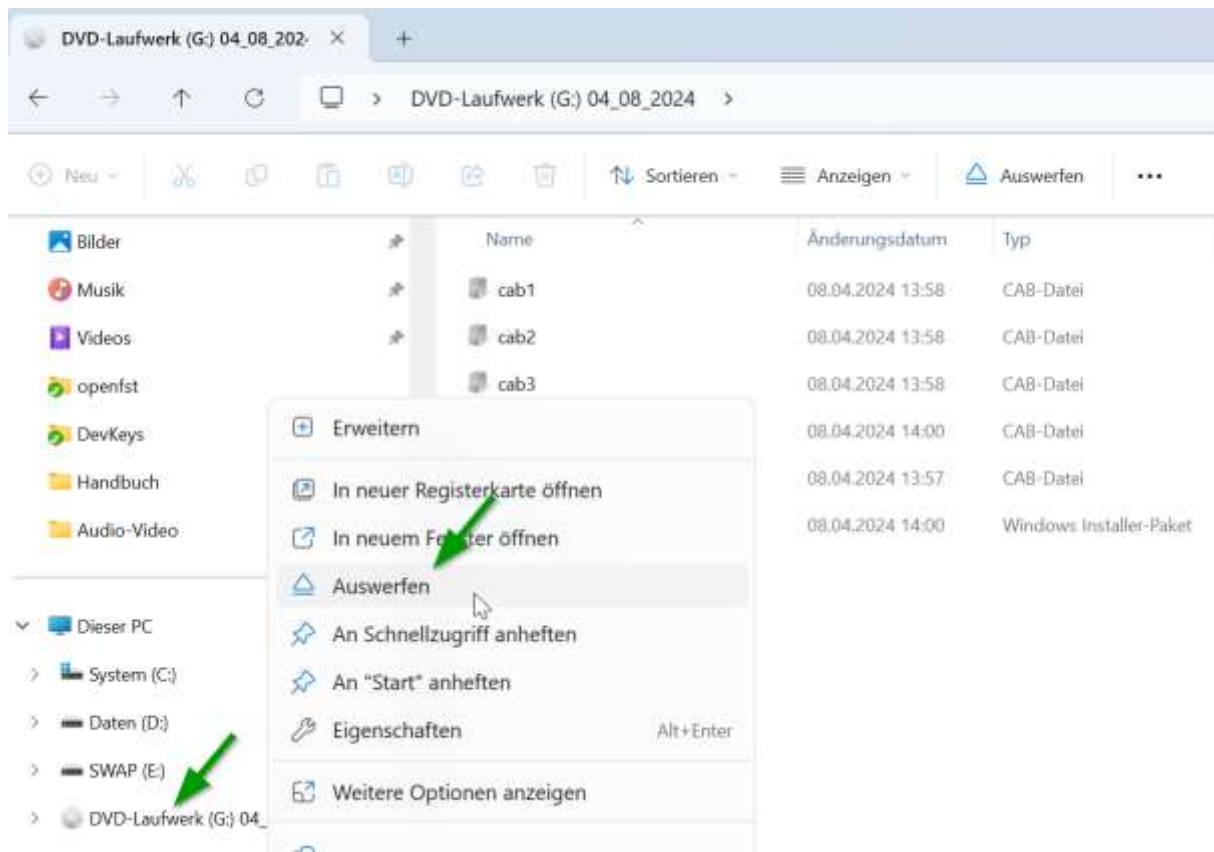 DVD-Laufwerk (G:) 04_08_202
DVD-Laufwerk (G:) 04_08_2024
Neu
Sortieren
Anzeigen
Auswerfen
Bilder
Musik
Videos
openfst
DevKeys
Handbuch
Audio-Video
Dieser PC
System (C:)
Daten (D:)
SWAP (E:)
DVD-Laufwerk (G:) 04_
Name Änderungsdatum Typ
cab1 08.04.2024 13:58 CAB-Datei
cab2 08.04.2024 13:58 CAB-Datei
cab3 08.04.2024 13:58 CAB-Datei
08.04.2024 14:00 CAB-Datei
08.04.2024 13:57 CAB-Datei
08.04.2024 14:00 Windows Installer-Paket
Erweitern
In neuer Registerkarte öffnen
In neuem Fenster öffnen
Auswerfen
An Schnellzugriff anheften
An "Start" anheften
Eigenschaften Alt+Enter
Weitere Optionen anzeigen